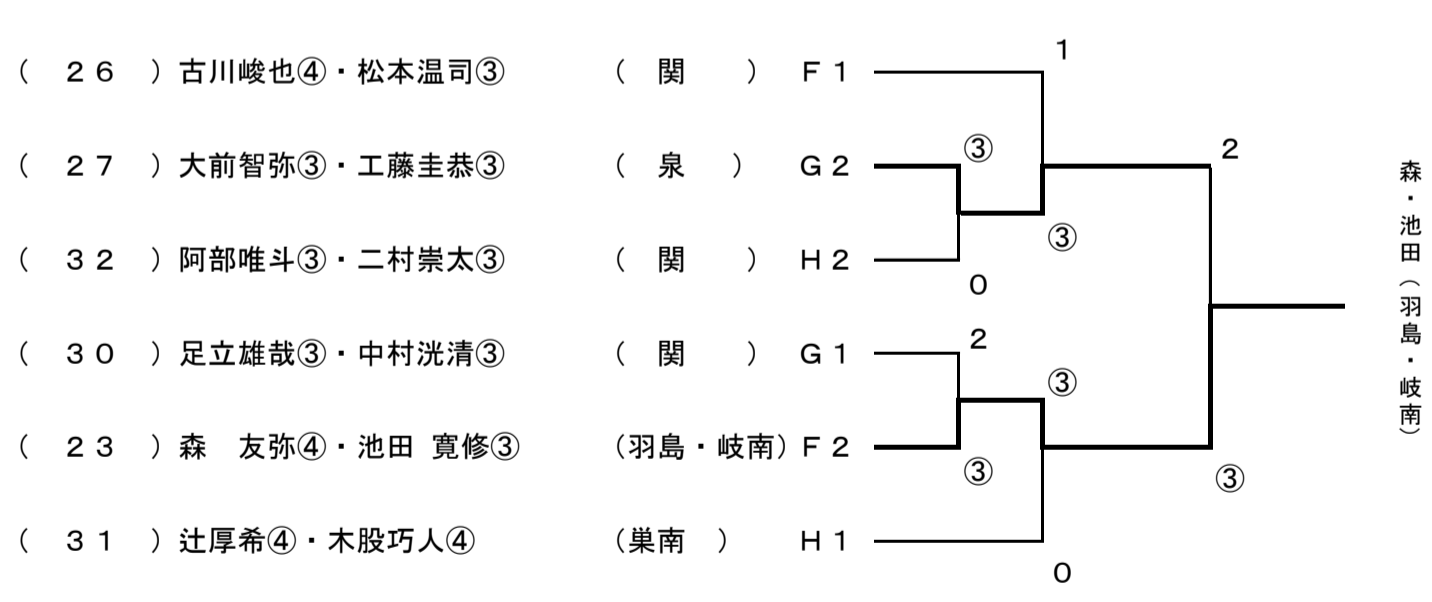 1
( 26 )古川峻也④・松本温司③ ( 関 ) F1
③
2
( 27 )大前智弥③・工藤圭恭③ ( 泉 ) G2
③
( 32 )阿部唯斗③・二村崇太③ ( 関 ) H2
0
2
( 30 )足立雄哉③・中村洸清③ ( 関 ) G1
③
( 23 )森 友弥④・池田 寛修③ (羽島・岐南) F2
③
③
( 31 )辻厚希④・木股巧人④ (巣南 ) H1
0
森・池田(羽島・岐南)